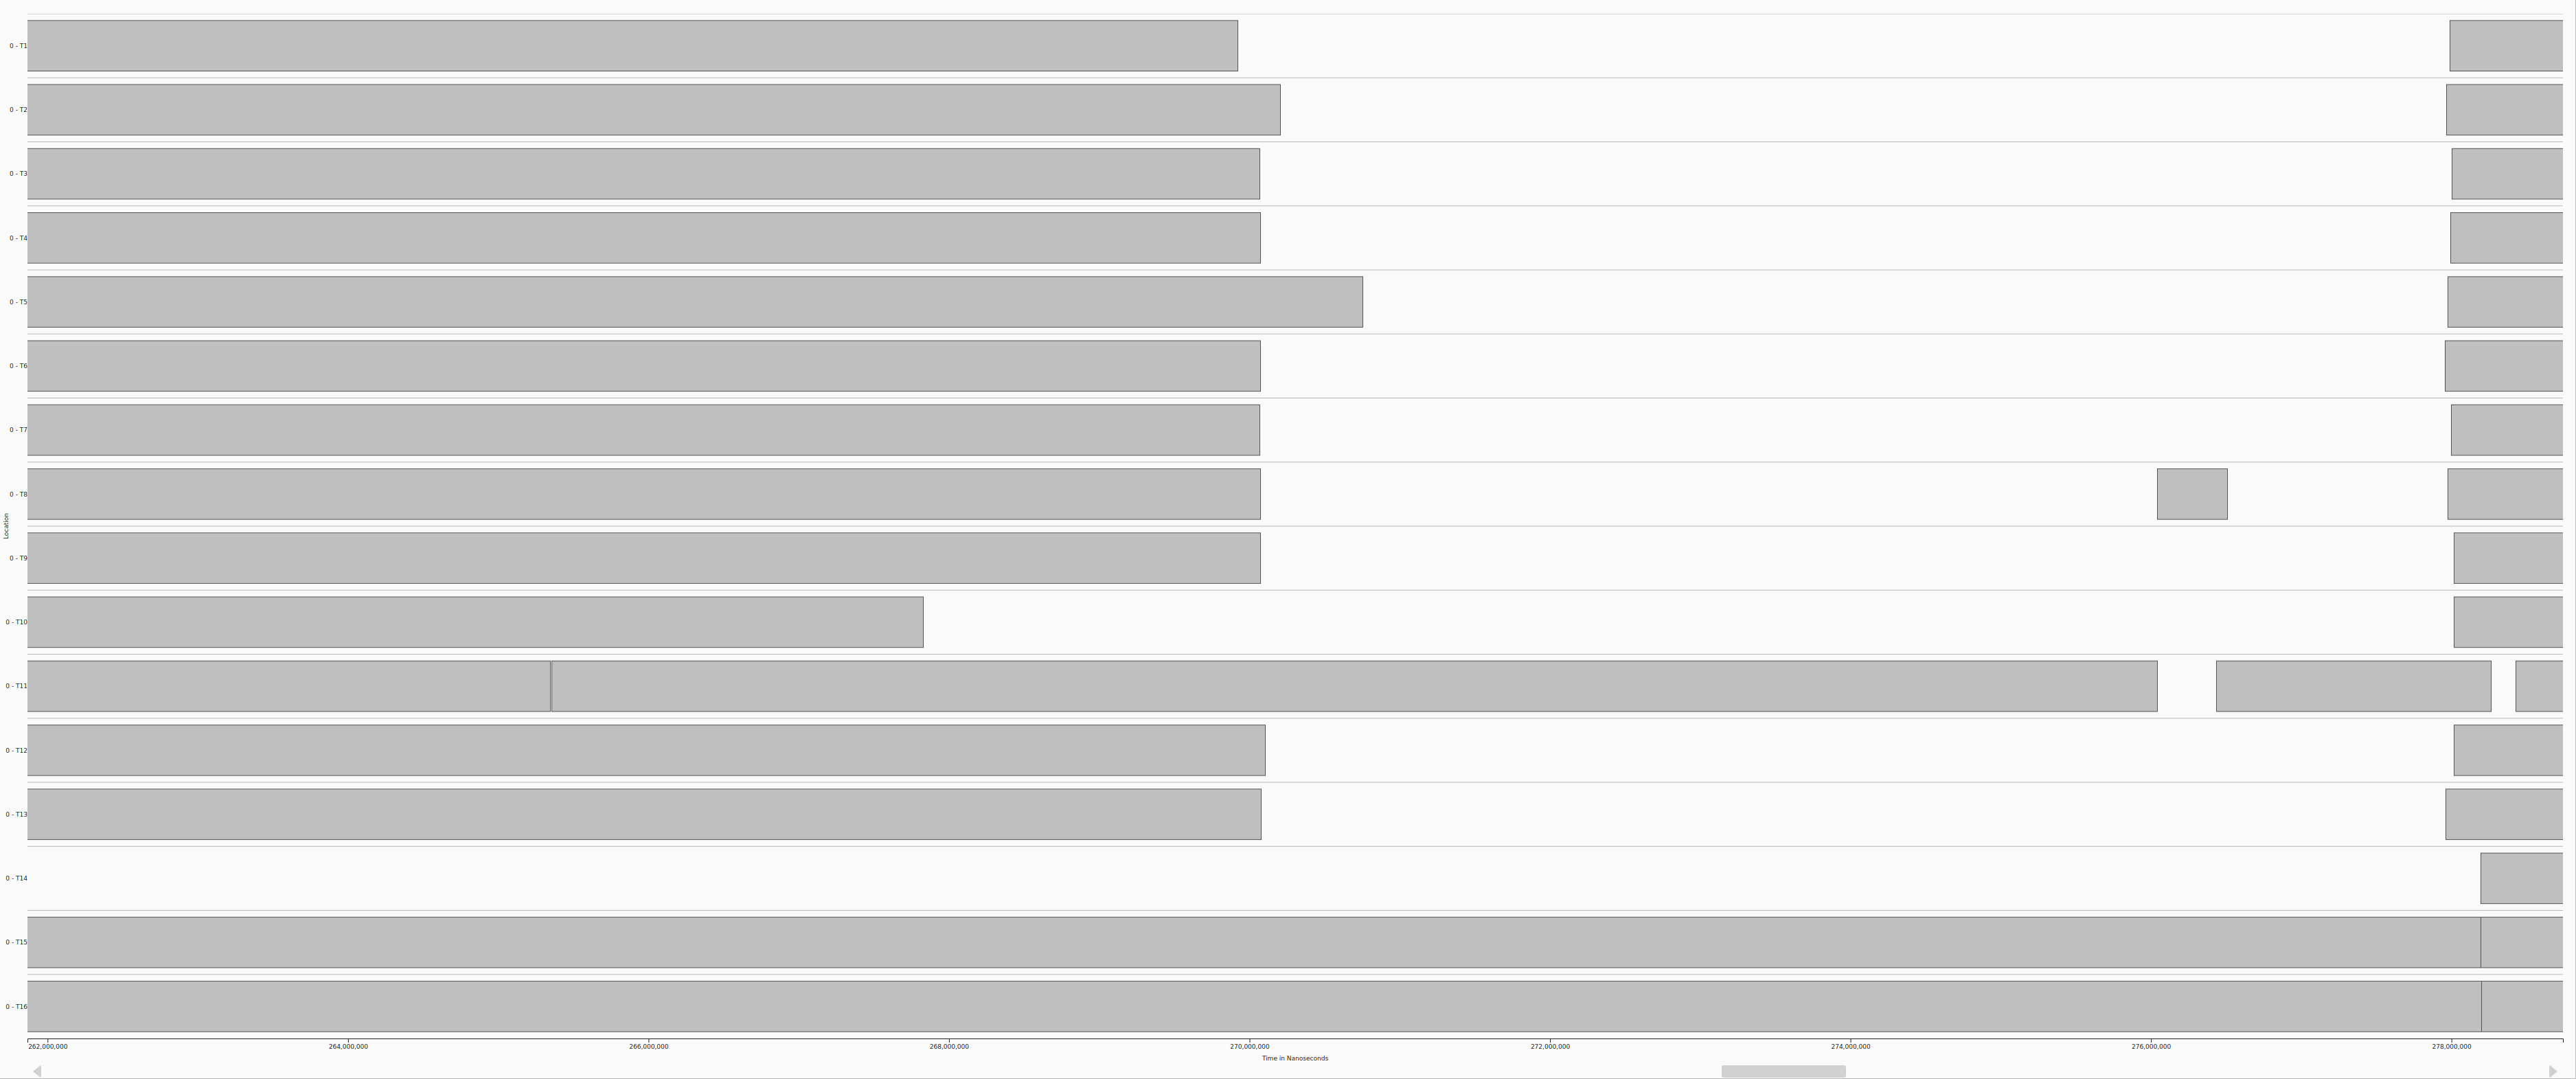 0 - T1
0 - T2
0 - T3
0 - T4
0 - T5
0 - T6
0 - T7
0 - T8
Location
0 - T9
0 - T10
0 - T11
0 - T12
0 - T13
0 - T14
0 - T15
0 - T16
262,000,000 264,000,000 266,000,000 268,000,000 270,000,000 272,000,000 274,000,000 276,000,000 278,000,000
Time in Nanoseconds